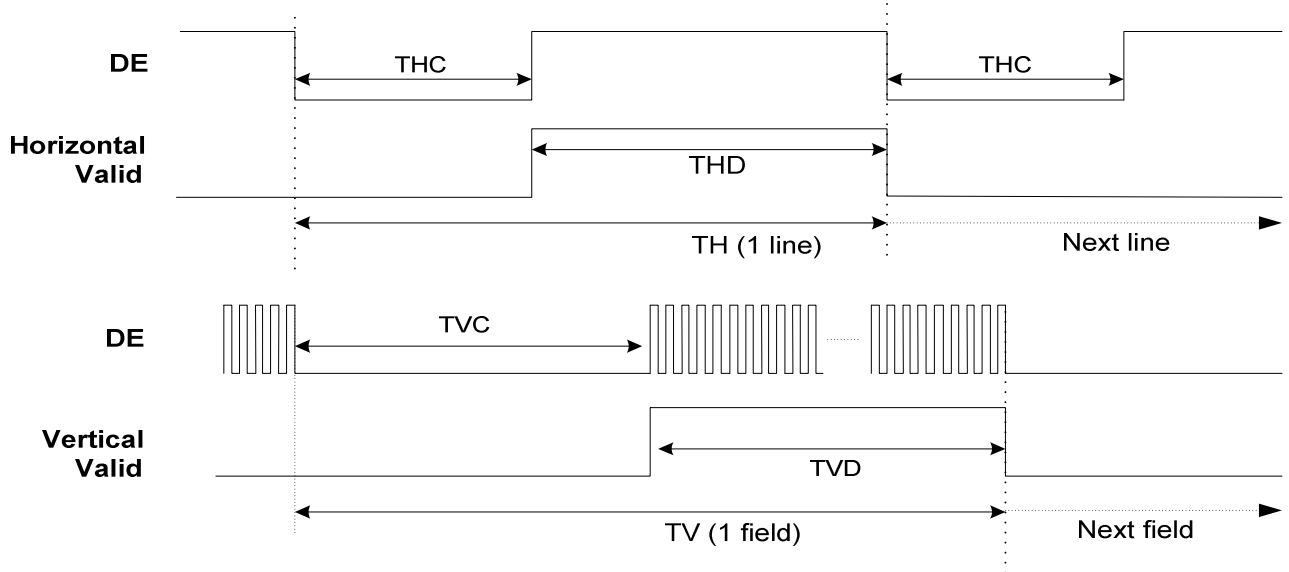 DE
THC
THC
Horizontal
Valid
THD
TH (1 line)
Next line
DE
TVC
Vertical
Valid
TVD
TV (1 field)
Next field